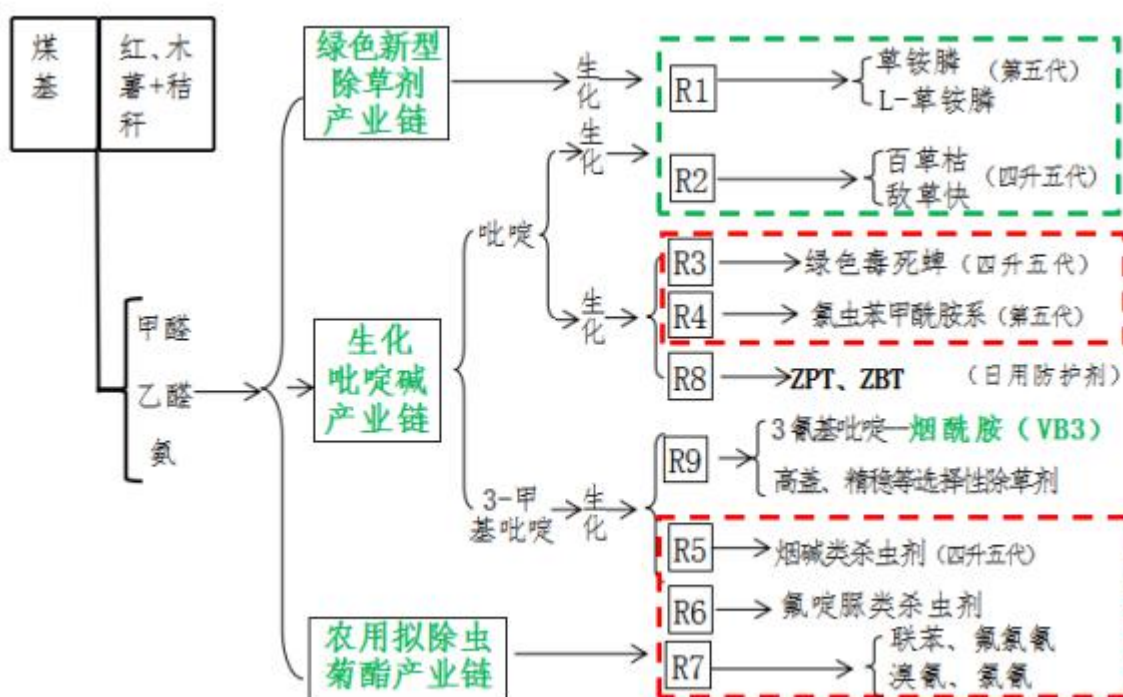 煤
基
红、木
薯+秸
秆
甲醛
乙醛
氨
绿色新型
除草剂
产业链
生化
吡啶碱
产业链
农用拟除虫
菊酯产业链
吡啶
3-甲
基吡啶
生
化
生
化
生
化
生
化
R1
草铵膦
L-草铵膦
(第五代)
R2
百草枯
敌草快
(四升五代)
R3
绿色毒死蜱(四升五代)
R4
氯虫苯甲酰胺系(第五代)
R8
ZPT、ZBT
(日用防护剂)
R9
3氰基吡啶—烟酰胺(VB3)
高盖、精稳等选择性除草剂
R5
烟碱类杀虫剂(四升五代)
R6
氟啶脲类杀虫剂
R7
联苯、氟氯氰
溴氰、氯氰